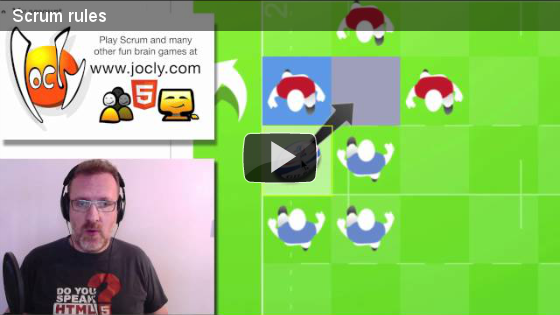 Scrum rules
Play Scrum and many
other fun brain games at
www.jocly.com
Jocly
5
DO YOU
SPEAK
HTML5
?